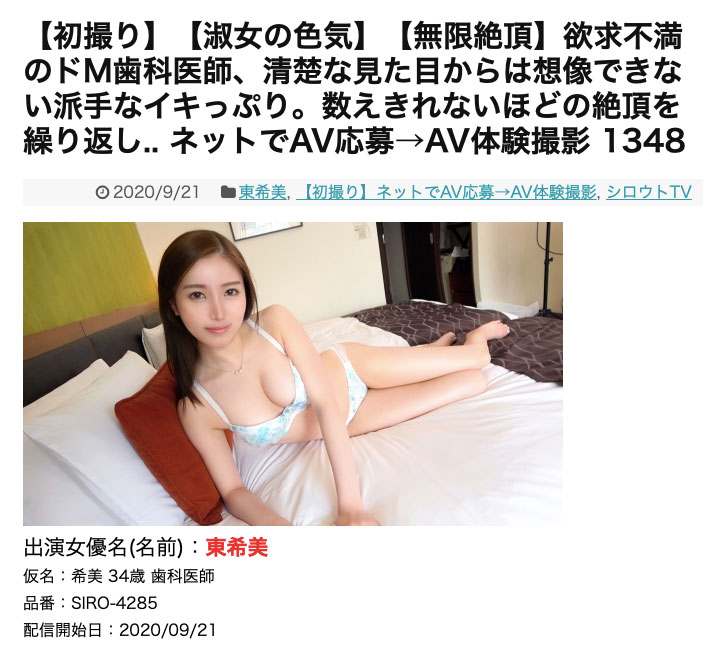 【初撮り】【淑女の色気】【無限絶頂】欲求不満
のドM歯科医師、清楚な見た目からは想像できな
い派手なイキっぷり。数えきれないほどの絶頂を
繰り返し.. ネットでAV応募→AV体験撮影 1348
2020/9/21 東希美, 【初撮り】ネットでAV応募→AV体験撮影, シロウトTV
出演女優名(名前)：東希美
仮名：希美 34歳 歯科医師
品番：SIRO-4285
配信開始日：2020/09/21